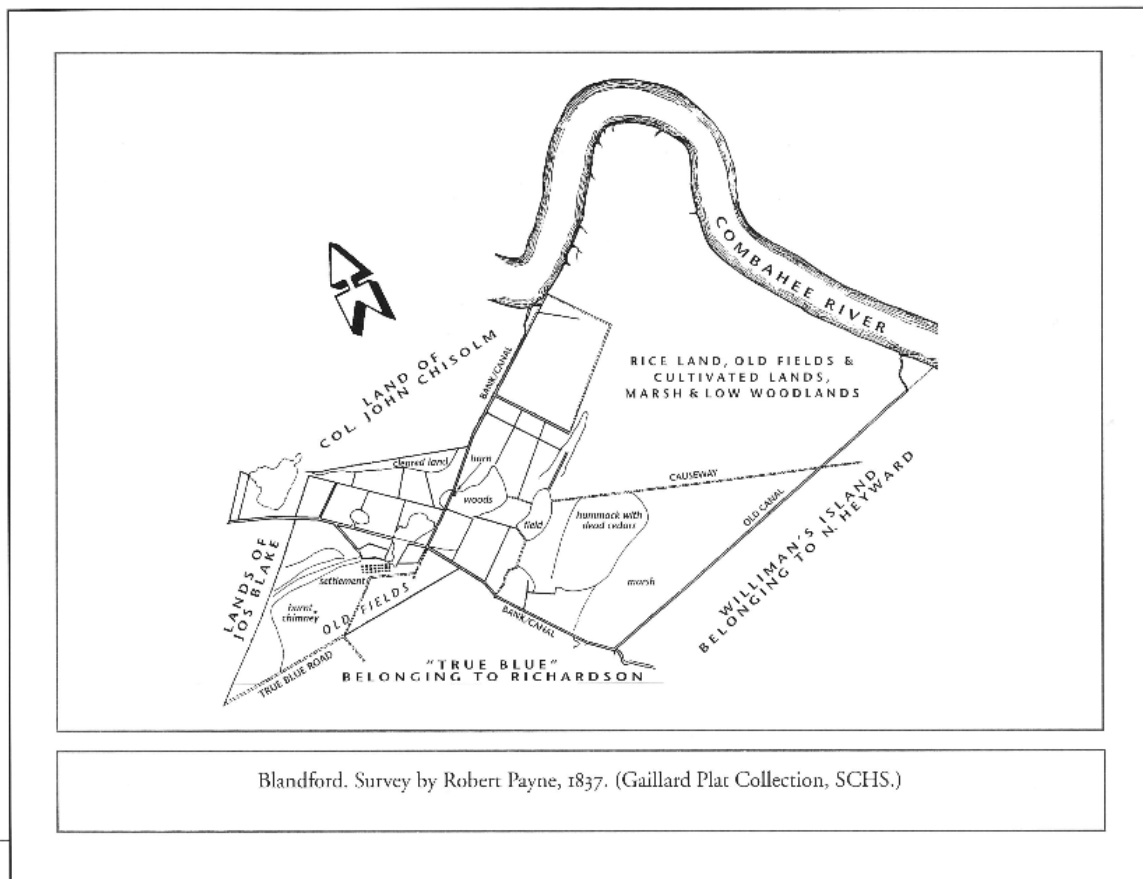 COMBAHEE RIVER
LAND OF
COL. JOHN CHISOLM
BANK/CANAL
RICE LAND, OLD FIELDS &
CULTIVATED LANDS,
MARSH & LOW WOODLANDS
cleared land
barn
woods
CAUSEWAY
field
hummock with
dead cedars
OLD CANAL
WILLIMAN'S ISLAND
BELONGING TO N. HEYWARD
LANDS OF
JOS BLAKE
settlement
marsh
burnt
chimney
OLD FIELDS
BANK/CANAL
TRUE BLUE ROAD
"TRUE BLUE"
BELONGING TO RICHARDSON
Blandford. Survey by Robert Payne, 1837. (Gaillard Plat Collection, SCHS.)